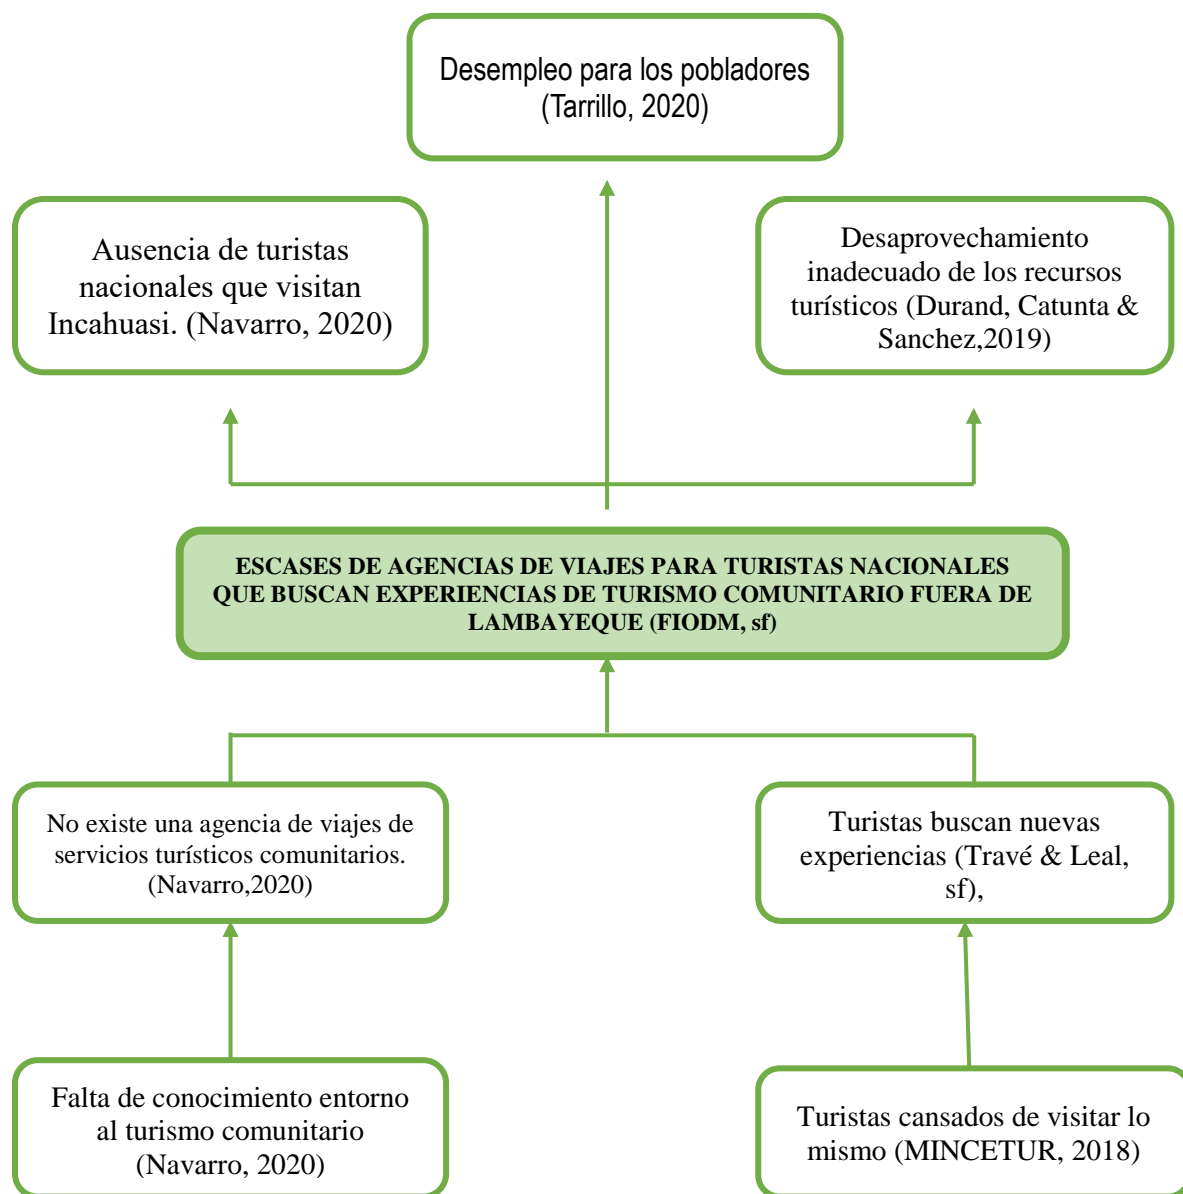 Desempleo para los pobladores
(Tarrillo, 2020)
Ausencia de turistas
nacionales que visitan
Incahuasi. (Navarro, 2020)
Desaprovechamiento
inadecuado de los recursos
turísticos (Durand, Catunta &
Sanchez,2019)
ESCASES DE AGENCIAS DE VIAJES PARA TURISTAS NACIONALES
QUE BUSCAN EXPERIENCIAS DE TURISMO COMUNITARIO FUERA DE
LAMBAYEQUE (FIODM, sf)
No existe una agencia de viajes de
servicios turísticos comunitarios.
(Navarro,2020)
Turistas buscan nuevas
experiencias (Travé & Leal,
sf),
Falta de conocimiento entorno
al turismo comunitario
(Navarro, 2020)
Turistas cansados de visitar lo
mismo (MINCETUR, 2018)